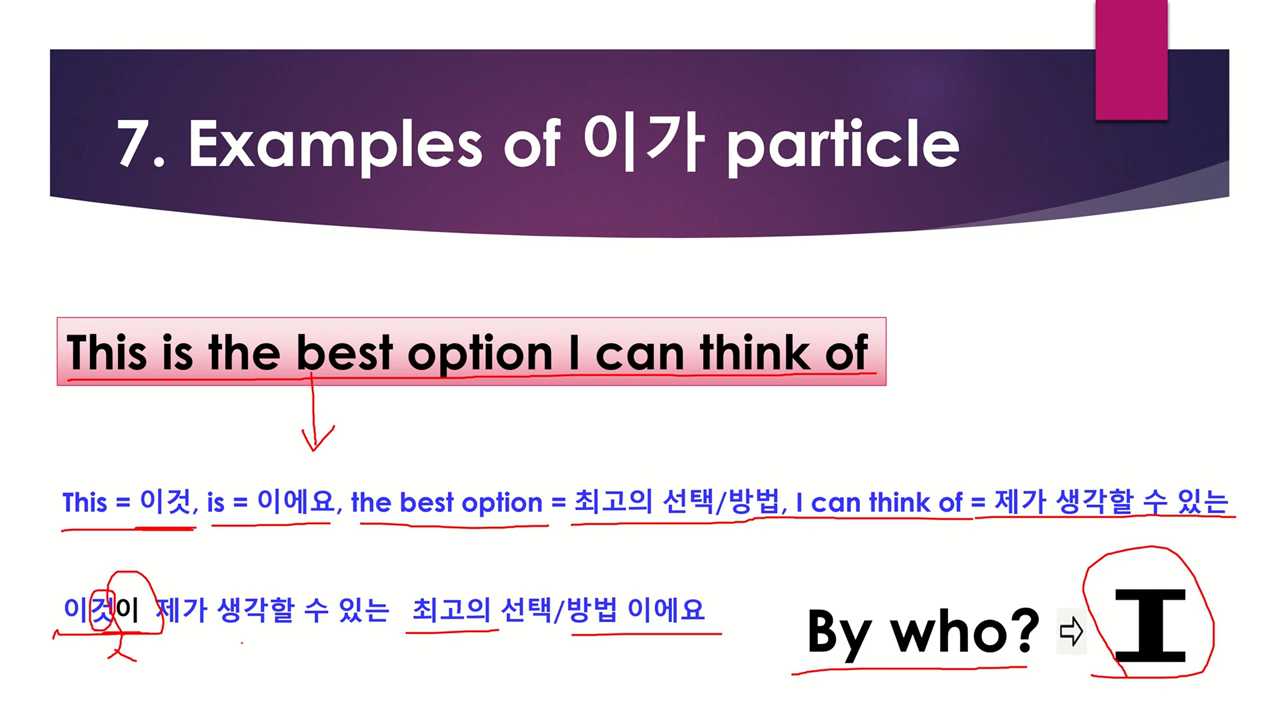 7. Examples of 이가 particle
This is the best option I can think of
This = 이것, is = 이에요, the best option = 최고의 선택/방법, I can think of = 제가 생각할 수 있는
이것이 제가 생각할 수 있는 최고의 선택/방법 이에요
By who? ⇨ I